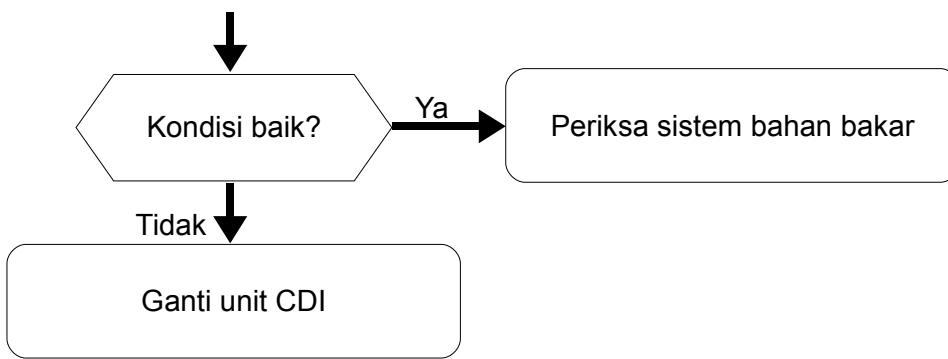 Kondisi baik?
Ya
Periksa sistem bahan bakar
Tidak
Ganti unit CDI